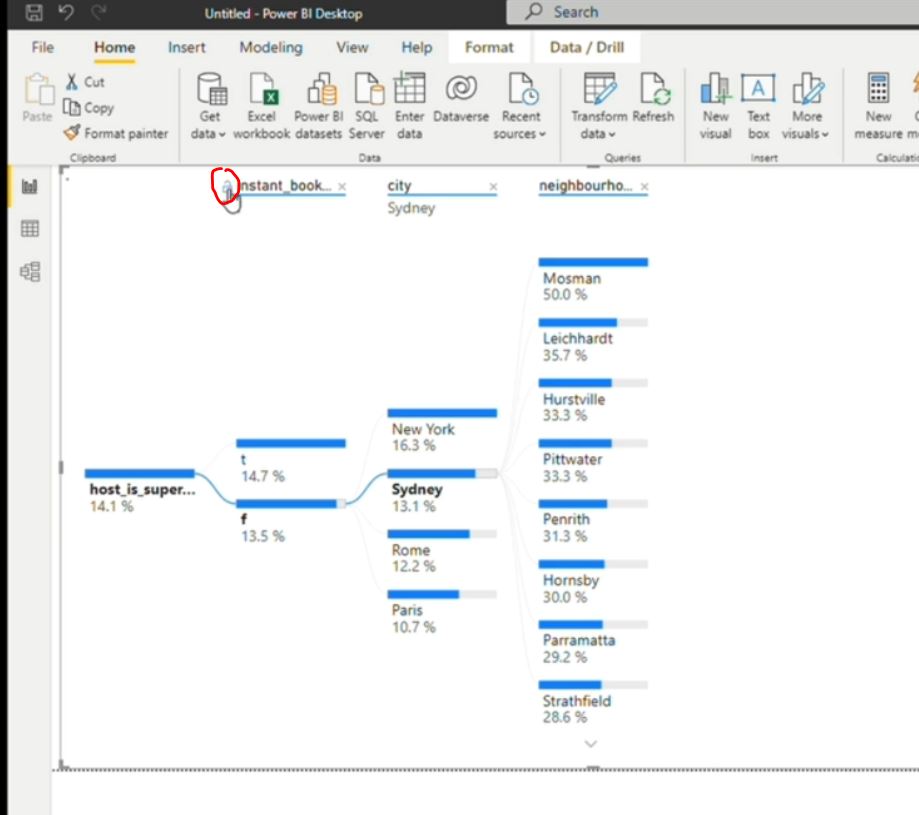 Untitled - Power BI Desktop
Search
File Home Insert Modeling View Help Format Data / Drill
Paste
Cut
Copy
Format painter
Get data
Excel workbook
Power BI datasets
SQL Server
Enter data
Dataverse
Recent sources
Transform data
Refresh
New visual
Text box
More visuals
New measure
Clipboard
Data
Queries
Insert
nstant_book... ×
city ×
neighbourho... ×
Sydney
host_is_super...
14.1 %
t
14.7 %
f
13.5 %
New York
16.3 %
Sydney
13.1 %
Rome
12.2 %
Paris
10.7 %
Mosman
50.0 %
Leichhardt
35.7 %
Hurstville
33.3 %
Pittwater
33.3 %
Penrith
31.3 %
Hornsby
30.0 %
Parramatta
29.2 %
Strathfield
28.6 %